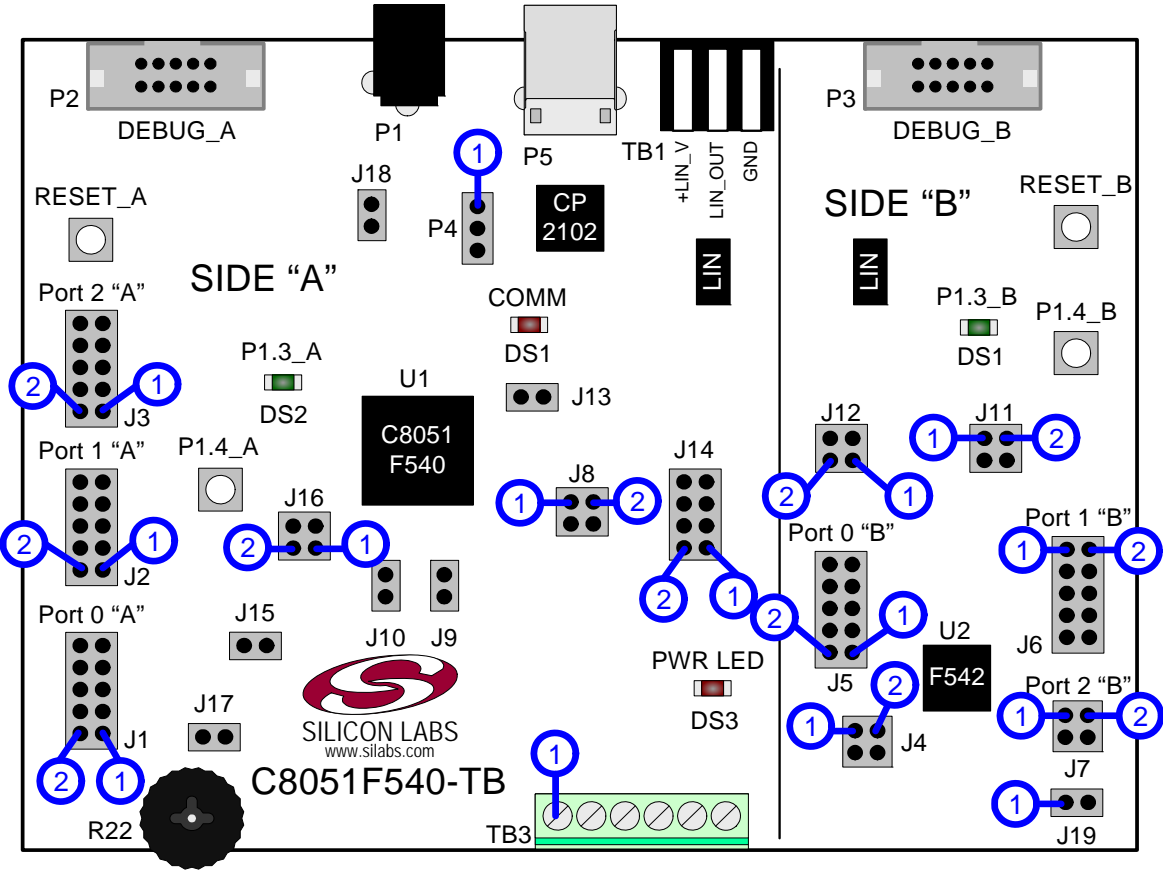 P2
DEBUG_A
P1
P5
TB1
+LIN_V
LIN_OUT
GND
P3
DEBUG_B
RESET_A
J18
1
P4
CP
2102
SIDE “B”
RESET_B
SIDE “A”
LIN
LIN
Port 2 “A”
2
1
J3
P1.3_A
DS2
COMM
DS1
P1.3_B
DS1
P1.4_B
U1
C8051
F540
J13
J12
2
1
J11
1
2
Port 1 “A”
2
1
J2
P1.4_A
J16
2
1
J8
1
2
J14
2
1
Port 0 “B”
2
1
J5
Port 1 “B”
1
2
J6
Port 0 “A”
J1
2
1
J15
J10
J9
J17
SILICON LABS
www.silabs.com
PWR LED
DS3
U2
F542
1
2
J4
Port 2 “B”
1
2
J7
C8051F540-TB
R22
1
TB3
1
J19